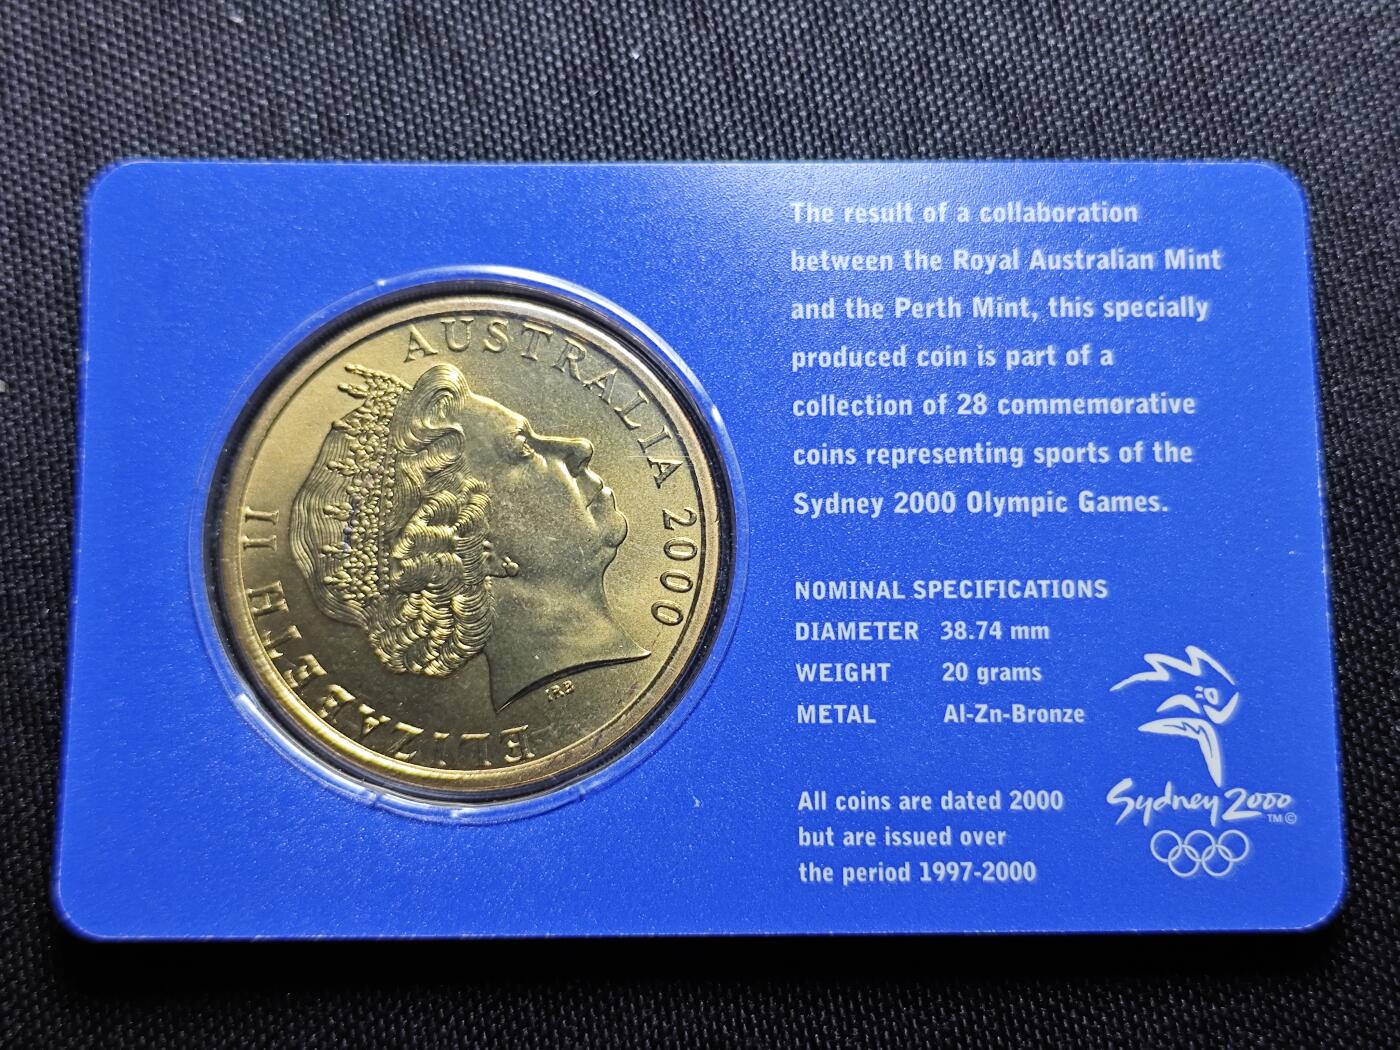 AUSTRALIA 2000
ELIZABETH II
IRB
The result of a collaboration
between the Royal Australian Mint
and the Perth Mint, this specially
produced coin is part of a
collection of 28 commemorative
coins representing sports of the
Sydney 2000 Olympic Games.
NOMINAL SPECIFICATIONS
DIAMETER 38.74 mm
WEIGHT 20 grams
METAL Al-Zn-Bronze
All coins are dated 2000
but are issued over
the period 1997-2000
Sydney 2000
TM ©